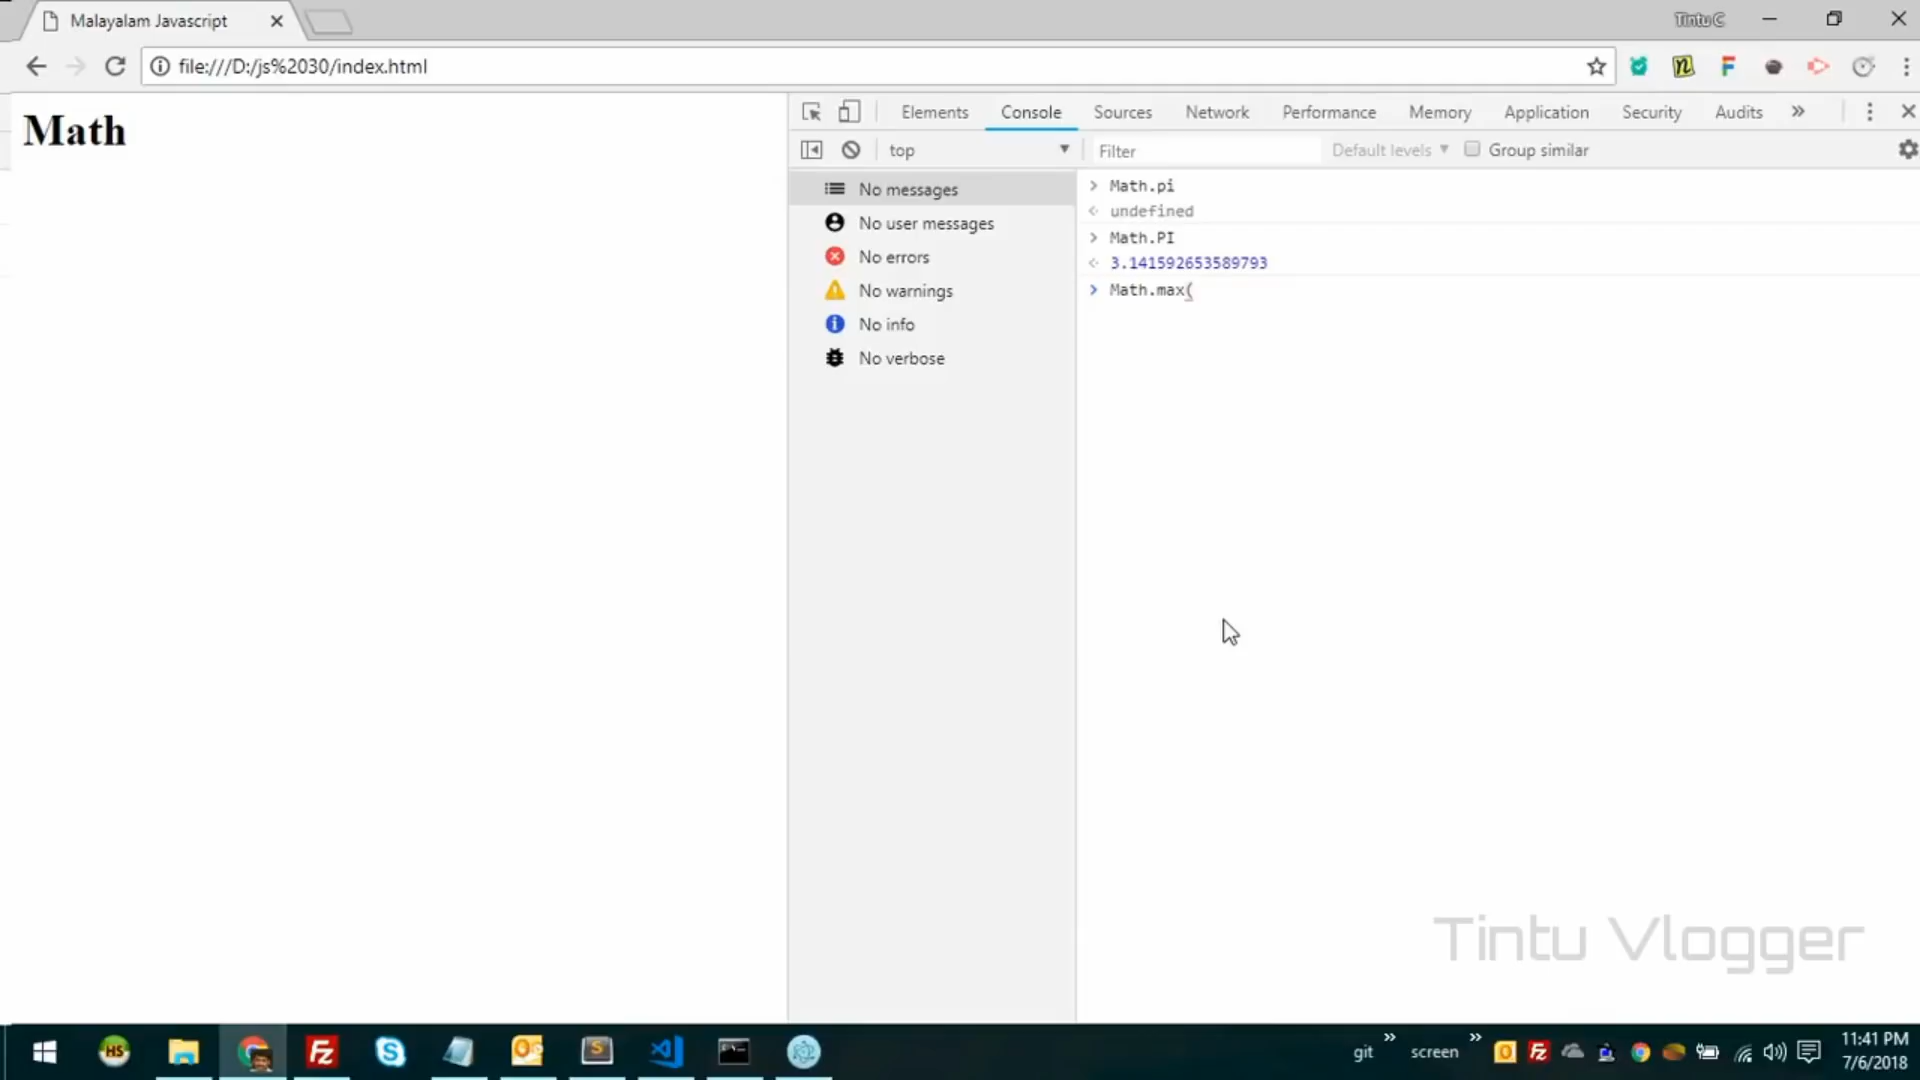 Malayalam Javascript
Tintu C
file:///D:/js%2030/index.html
Math
Elements Console Sources Network Performance Memory Application Security Audits »
top Filter Default levels Group similar
No messages
No user messages
No errors
No warnings
No info
No verbose
> Math.pi
undefined
> Math.PI
3.141592653589793
> Math.max(
Tintu Vlogger
HS
git » screen »
11:41 PM
7/6/2018